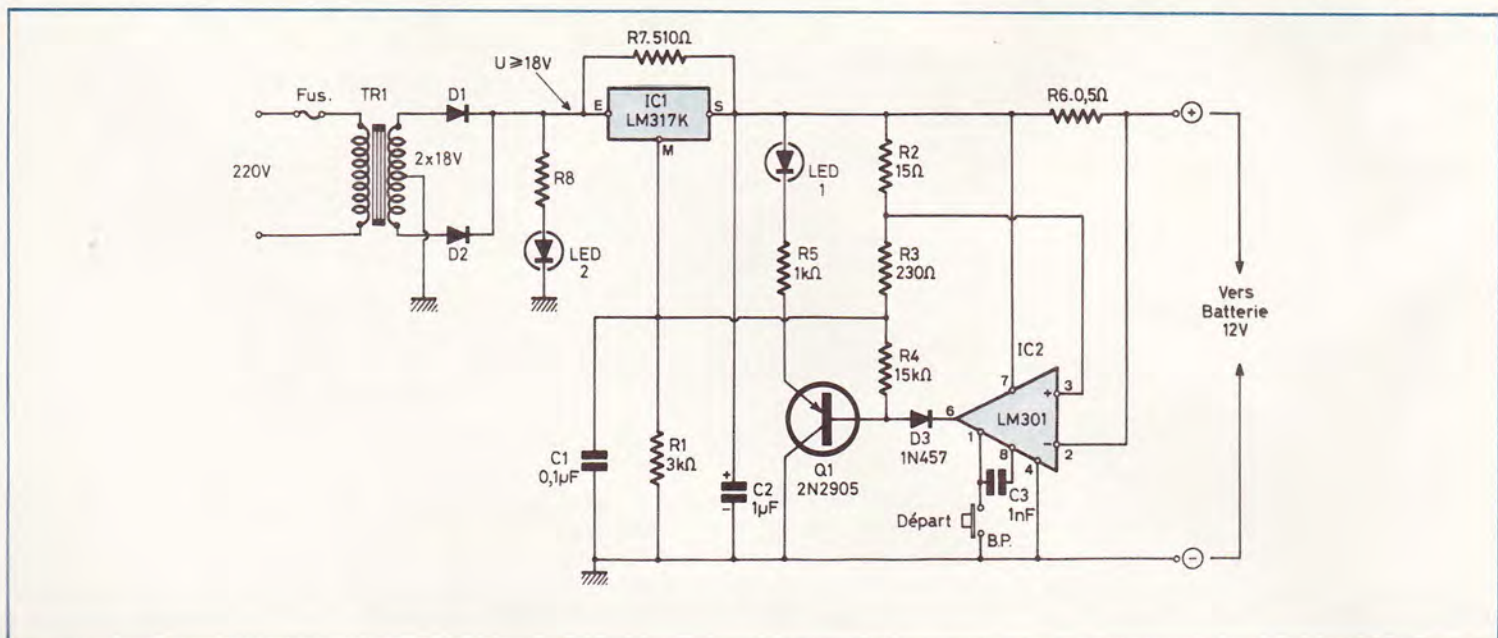 R7.510Ω
U ≥ 18V
Fus.
TR1
D1
E
IC1
LM317K
S
M
R6.0,5Ω
+
220V
2x18V
R8
LED
1
R2
15Ω
D2
LED
2
R5
1kΩ
R3
230Ω
Vers
Batterie
12V
R4
15kΩ
IC2
7
6
+
3
LM301
1
-
2
8
4
D3
1N457
C1
0,1µF
R1
3kΩ
Q1
2N2905
+
C2
1µF
-
C3
1nF
Départ
B.P.
-